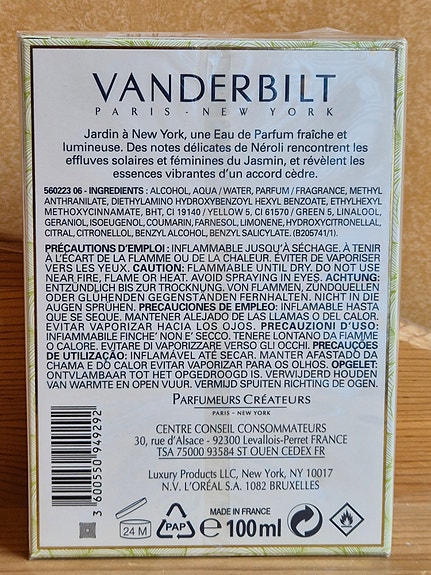 VANDERBILT
PARIS - NEW YORK
Jardin à New York, une Eau de Parfum fraîche et
lumineuse. Des notes délicates de Néroli rencontrent les
effluves solaires et féminines du Jasmin, et révèlent les
essences vibrantes d'un accord cèdre.
560223 06 - INGREDIENTS : ALCOHOL, AQUA / WATER, PARFUM / FRAGRANCE, METHYL
ANTHRANILATE, DIETHYLAMINO HYDROXYBENZOYL HEXYL BENZOATE, ETHYLHEXYL
METHOXYCINNAMATE, BHT, CI 19140 / YELLOW 5, CI 61570 / GREEN 5, LINALOOL,
GERANIOL, ISOEUGENOL, COUMARIN, FARNESOL, LIMONENE, HYDROXYCITRONELLAL,
CITRAL, CITRONELLOL, BENZYL ALCOHOL, BENZYL SALICYLATE. (B205741/1).
PRÉCAUTIONS D'EMPLOI : INFLAMMABLE JUSQU'À SÉCHAGE. À TENIR
À L'ÉCART DE LA FLAMME OU DE LA CHALEUR. ÉVITER DE VAPORISER
VERS LES YEUX. CAUTION: FLAMMABLE UNTIL DRY. DO NOT USE
NEAR FIRE, FLAME OR HEAT. AVOID SPRAYING IN EYES. ACHTUNG:
ENTZÜNDLICH BIS ZUR TROCKNUNG. VON FLAMMEN, ZÜNDQUELLEN
ODER GLÜHENDEN GEGENSTÄNDEN FERNHALTEN. NICHT IN DIE
AUGEN SPRÜHEN. PRECAUCIONES DE EMPLEO: INFLAMABLE HASTA
QUE SE SEQUE. MANTENER ALEJADO DE LAS LLAMAS O DEL CALOR.
EVITAR VAPORIZAR HACIA LOS OJOS. PRECAUZIONI D'USO:
INFIAMMABILE FINCHE' NON E' SECCO. TENERE LONTANO DA FIAMME
O CALORE. EVITARE DI VAPORIZZARE VERSO GLI OCCHI. PRECAUÇÕES
DE UTILIZAÇÃO: INFLAMÁVEL ATÉ SECAR. MANTER AFASTADO DA
CHAMA E DO CALOR EVITAR VAPORIZAR PARA OS OLHOS. OPGELET:
ONTVLAMBAAR TOT HET OPGEDROOGD IS. VERWIJDERD HOUDEN
VAN WARMTE EN OPEN VUUR. VERMIJD SPUITEN RICHTING DE OGEN.
PARFUMEURS CRÉATEURS
PARIS - NEW YORK
CENTRE CONSEIL CONSOMMATEURS
30, rue d'Alsace - 92300 Levallois-Perret FRANCE
TSA 75000 93584 ST OUEN CEDEX FR
Luxury Products LLC, New York, NY 10017
N.V. L'ORÉAL S.A. 1082 BRUXELLES
3 600550 949292
24 M
PAP
MADE IN FRANCE
℮ 100 ml